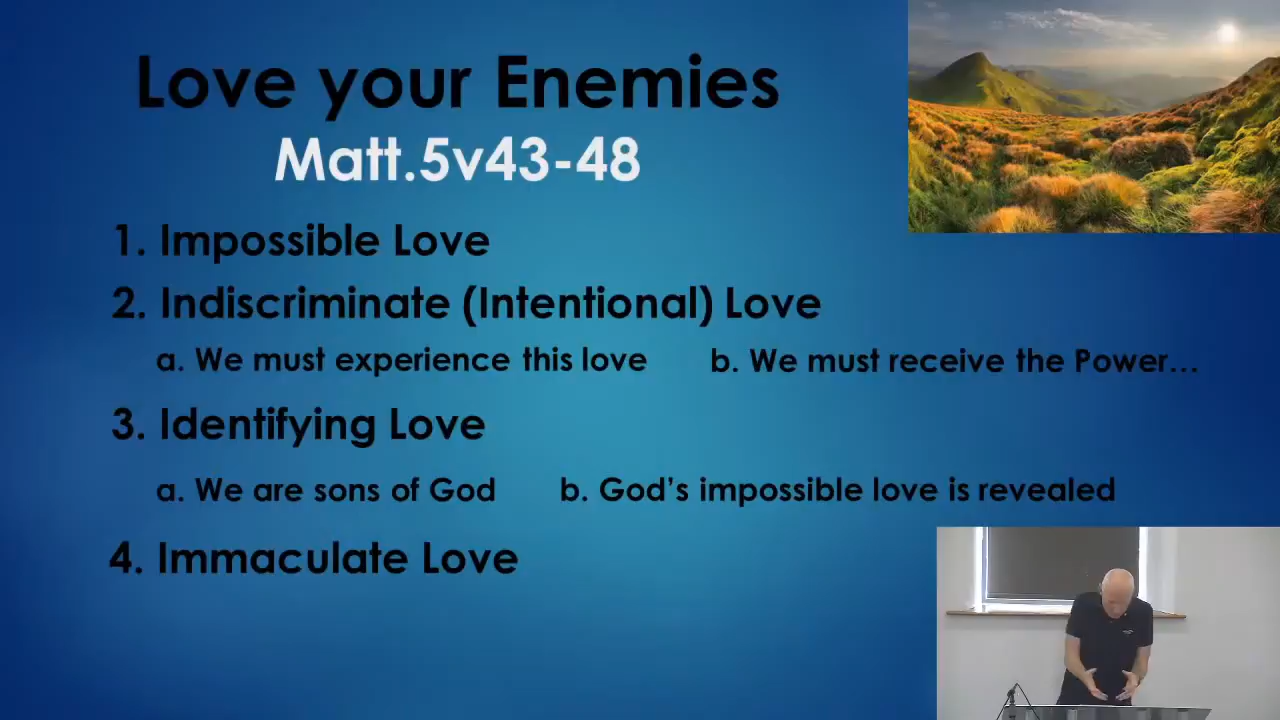 Love your Enemies
Matt.5v43-48
1. Impossible Love
2. Indiscriminate (Intentional) Love
a. We must experience this love b. We must receive the Power…
3. Identifying Love
a. We are sons of God b. God’s impossible love is revealed
4. Immaculate Love